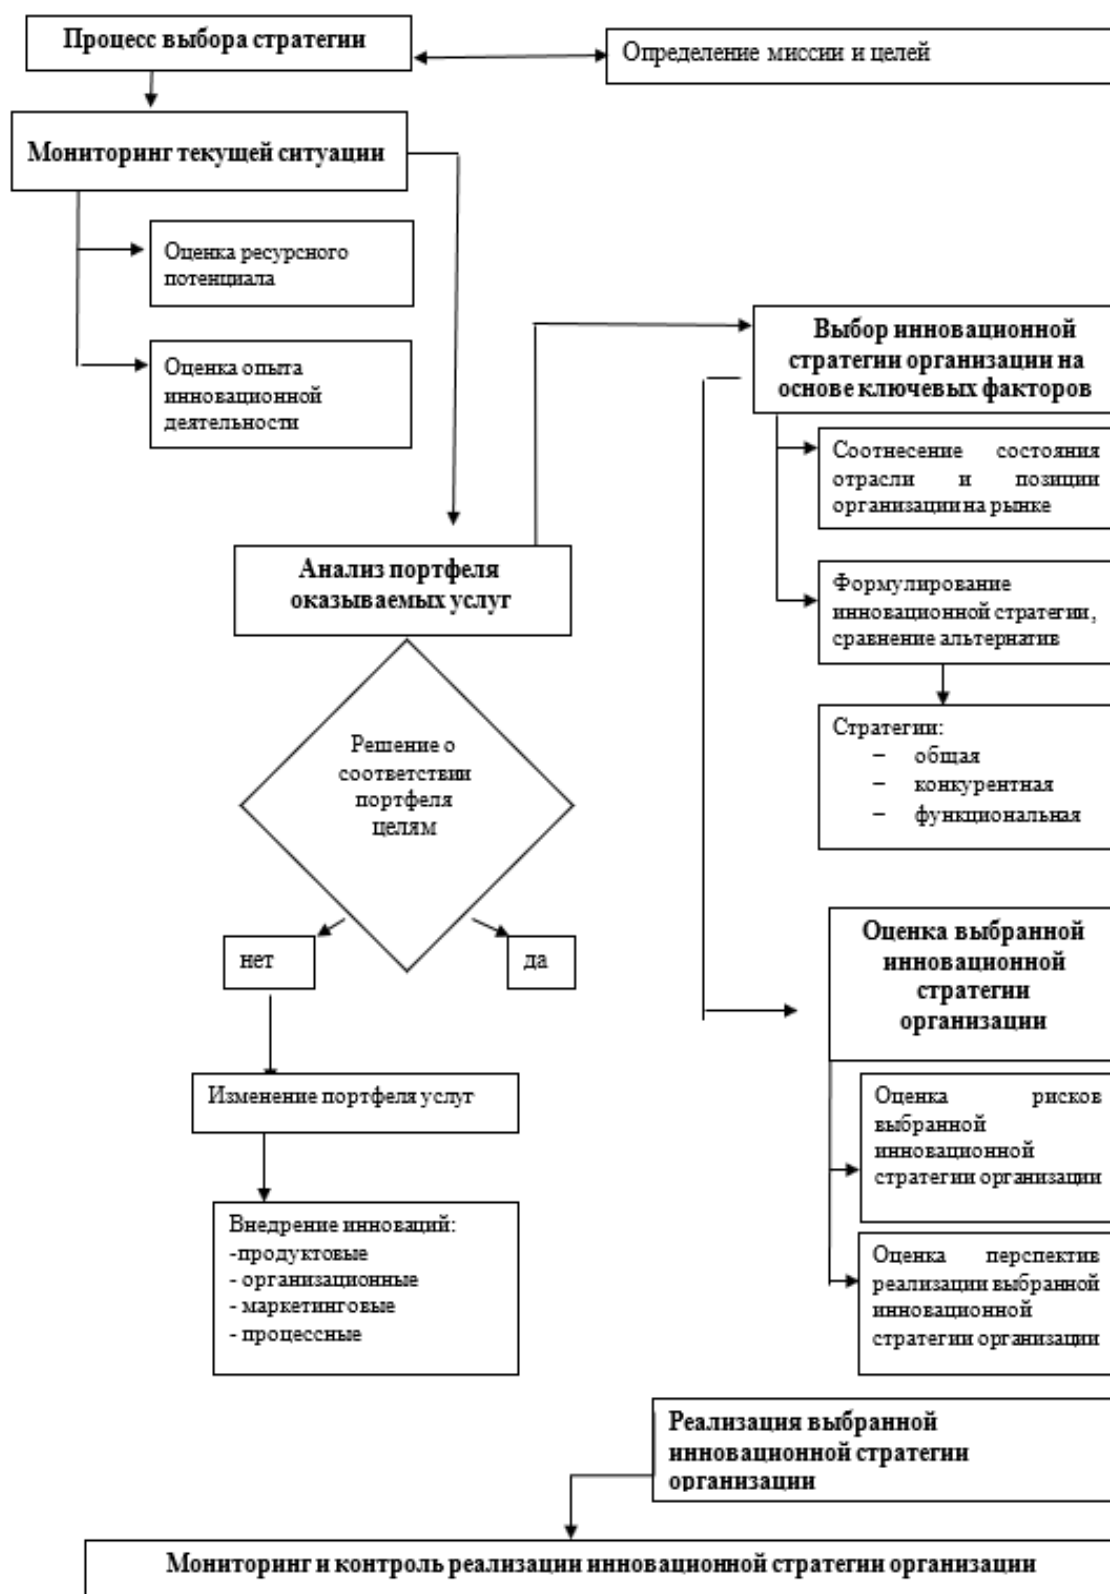 Процесс выбора стратегии
Определение миссии и целей
Мониторинг текущей ситуации
Оценка ресурсного
потенциала
Оценка опыта
инновационной
деятельности
Выбор инновационной
стратегии организации на
основе ключевых факторов
Соотнесение состояния
отрасли и позиции
организации на рынке
Анализ портфеля
оказываемых услуг
Формулирование
инновационной стратегии,
сравнение альтернатив
Решение о
соответствии
портфеля
целям
Стратегии:
– общая
– конкурентная
– функциональная
нет
да
Оценка выбранной
инновационной
стратегии
организации
Изменение портфеля услуг
Оценка рисков
выбранной
инновационной
стратегии организации
Внедрение инноваций:
-продуктовые
- организационные
- маркетинговые
- процессные
Оценка перспектив
реализации выбранной
инновационной
стратегии организации
Реализация выбранной
инновационной стратегии
организации
Мониторинг и контроль реализации инновационной стратегии организации